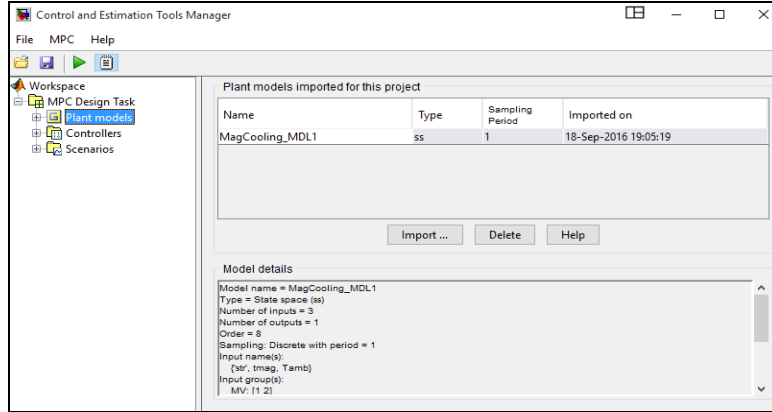 Control and Estimation Tools Manager
File MPC Help
Workspace
MPC Design Task
Plant models
Controllers
Scenarios
Plant models imported for this project
Name Type Sampling Period Imported on
MagCooling_MDL1 ss 1 18-Sep-2016 19:05:19
Import ... Delete Help
Model details
Model name = MagCooling_MDL1
Type = State space (ss)
Number of inputs = 3
Number of outputs = 1
Order = 8
Sampling: Discrete with period = 1
Input name(s):
{'str', tmag, Tamb}
Input group(s):
MV: [1 2]